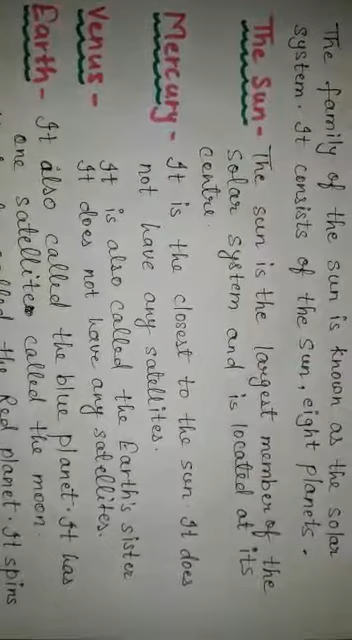 The family of the sun is known as the solar
system. It consists of the sun, eight planets.
The Sun- The sun is the largest member of the
solar system and is located at its
centre.
Mercury- It is the closest to the sun. It does
not have any satellites.
Venus- It is also called the Earth's sister
It does not have any satellites.
Earth- It also called the blue planet. It has
one satellite called the moon.
called the Red planet. It spins